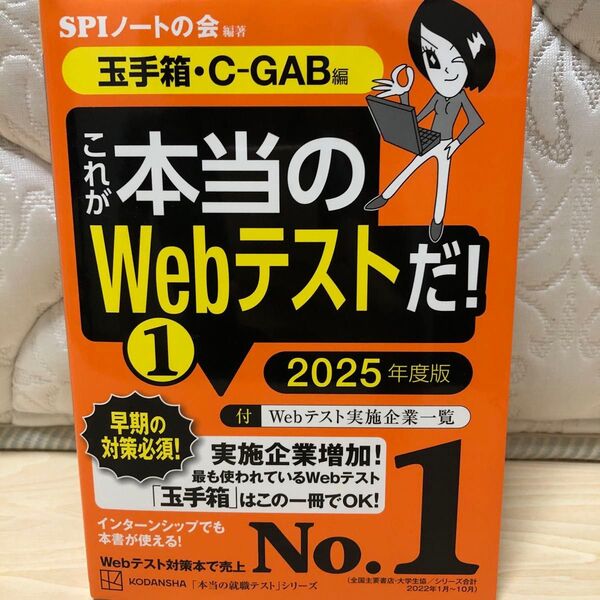 SPIノートの会 編著
玉手箱・C-GAB編
これが
本当の
Webテストだ!
1
2025年度版
付 Webテスト実施企業一覧
早期の
対策必須!
実施企業増加!
最も使われているWebテスト
「玉手箱」はこの一冊でOK!
インターンシップでも
本書が使える!
Webテスト対策本で売上
No.1
KODANSHA 「本当の就職テスト」シリーズ
(全国主要書店・大学生協/シリーズ合計
2022年1月〜10月)